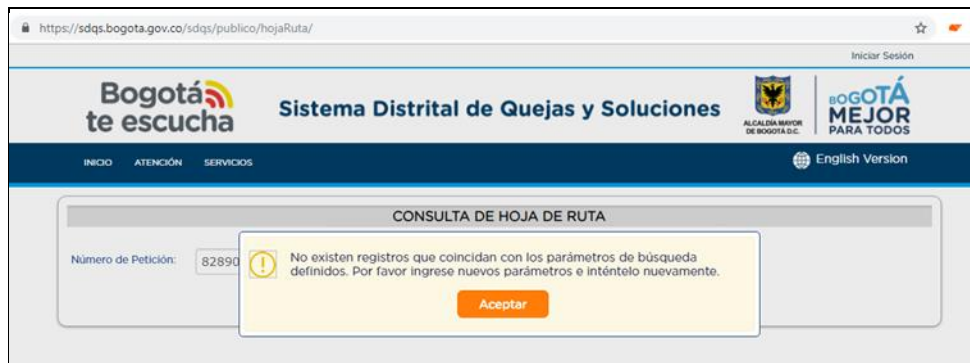 https://sdqs.bogota.gov.co/sdqs/publico/hojaRuta/
Iniciar Sesión
Bogotá
te escucha
Sistema Distrital de Quejas y Soluciones
ALCALDÍA MAYOR
DE BOGOTÁ D.C.
BOGOTÁ
MEJOR
PARA TODOS
INICIO ATENCIÓN SERVICIOS
English Version
CONSULTA DE HOJA DE RUTA
Número de Petición: 82890
No existen registros que coincidan con los parámetros de búsqueda
definidos. Por favor ingrese nuevos parámetros e inténtelo nuevamente.
Aceptar